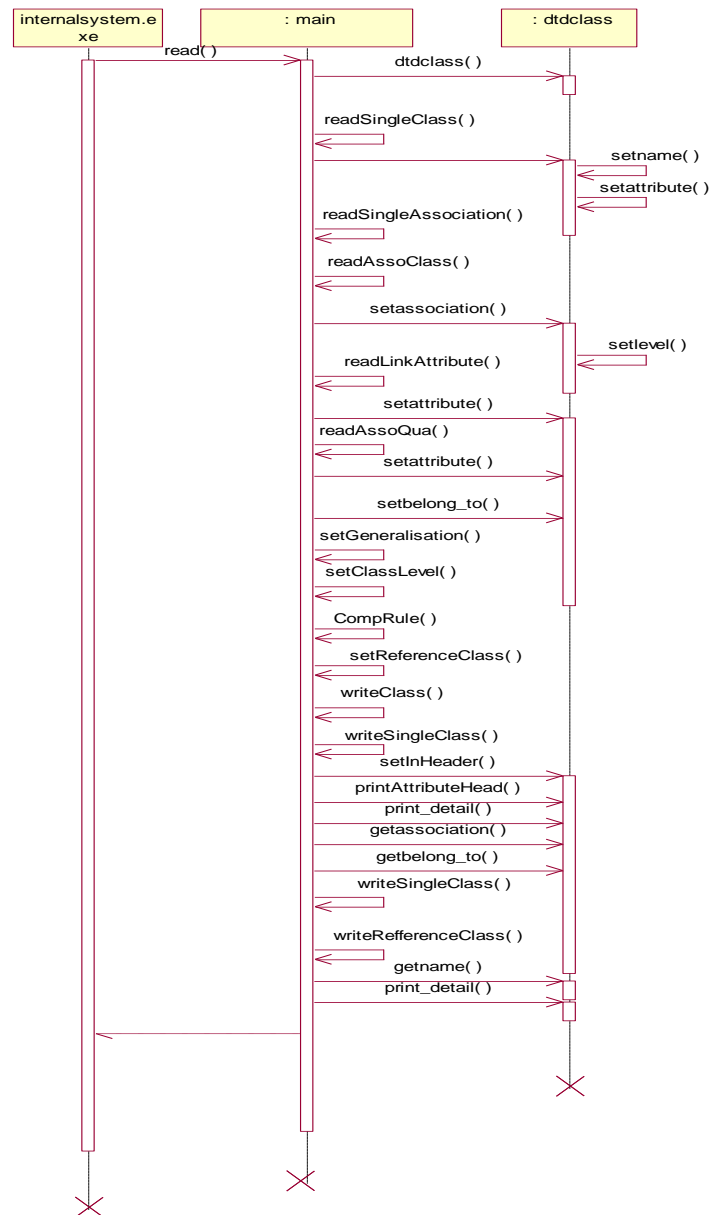 internalsystem.e
xe
: main
: dtdclass
read( )
dtdclass( )
readSingleClass( )
setname( )
setattribute( )
readSingleAssociation( )
readAssoClass( )
setassociation( )
setlevel( )
readLinkAttribute( )
setattribute( )
readAssoQua( )
setattribute( )
setbelong_to( )
setGeneralisation( )
setClassLevel( )
CompRule( )
setReferenceClass( )
writeClass( )
writeSingleClass( )
setInHeader( )
printAttributeHead( )
print_detail( )
getassociation( )
getbelong_to( )
writeSingleClass( )
writeRefferenceClass( )
getname( )
print_detail( )